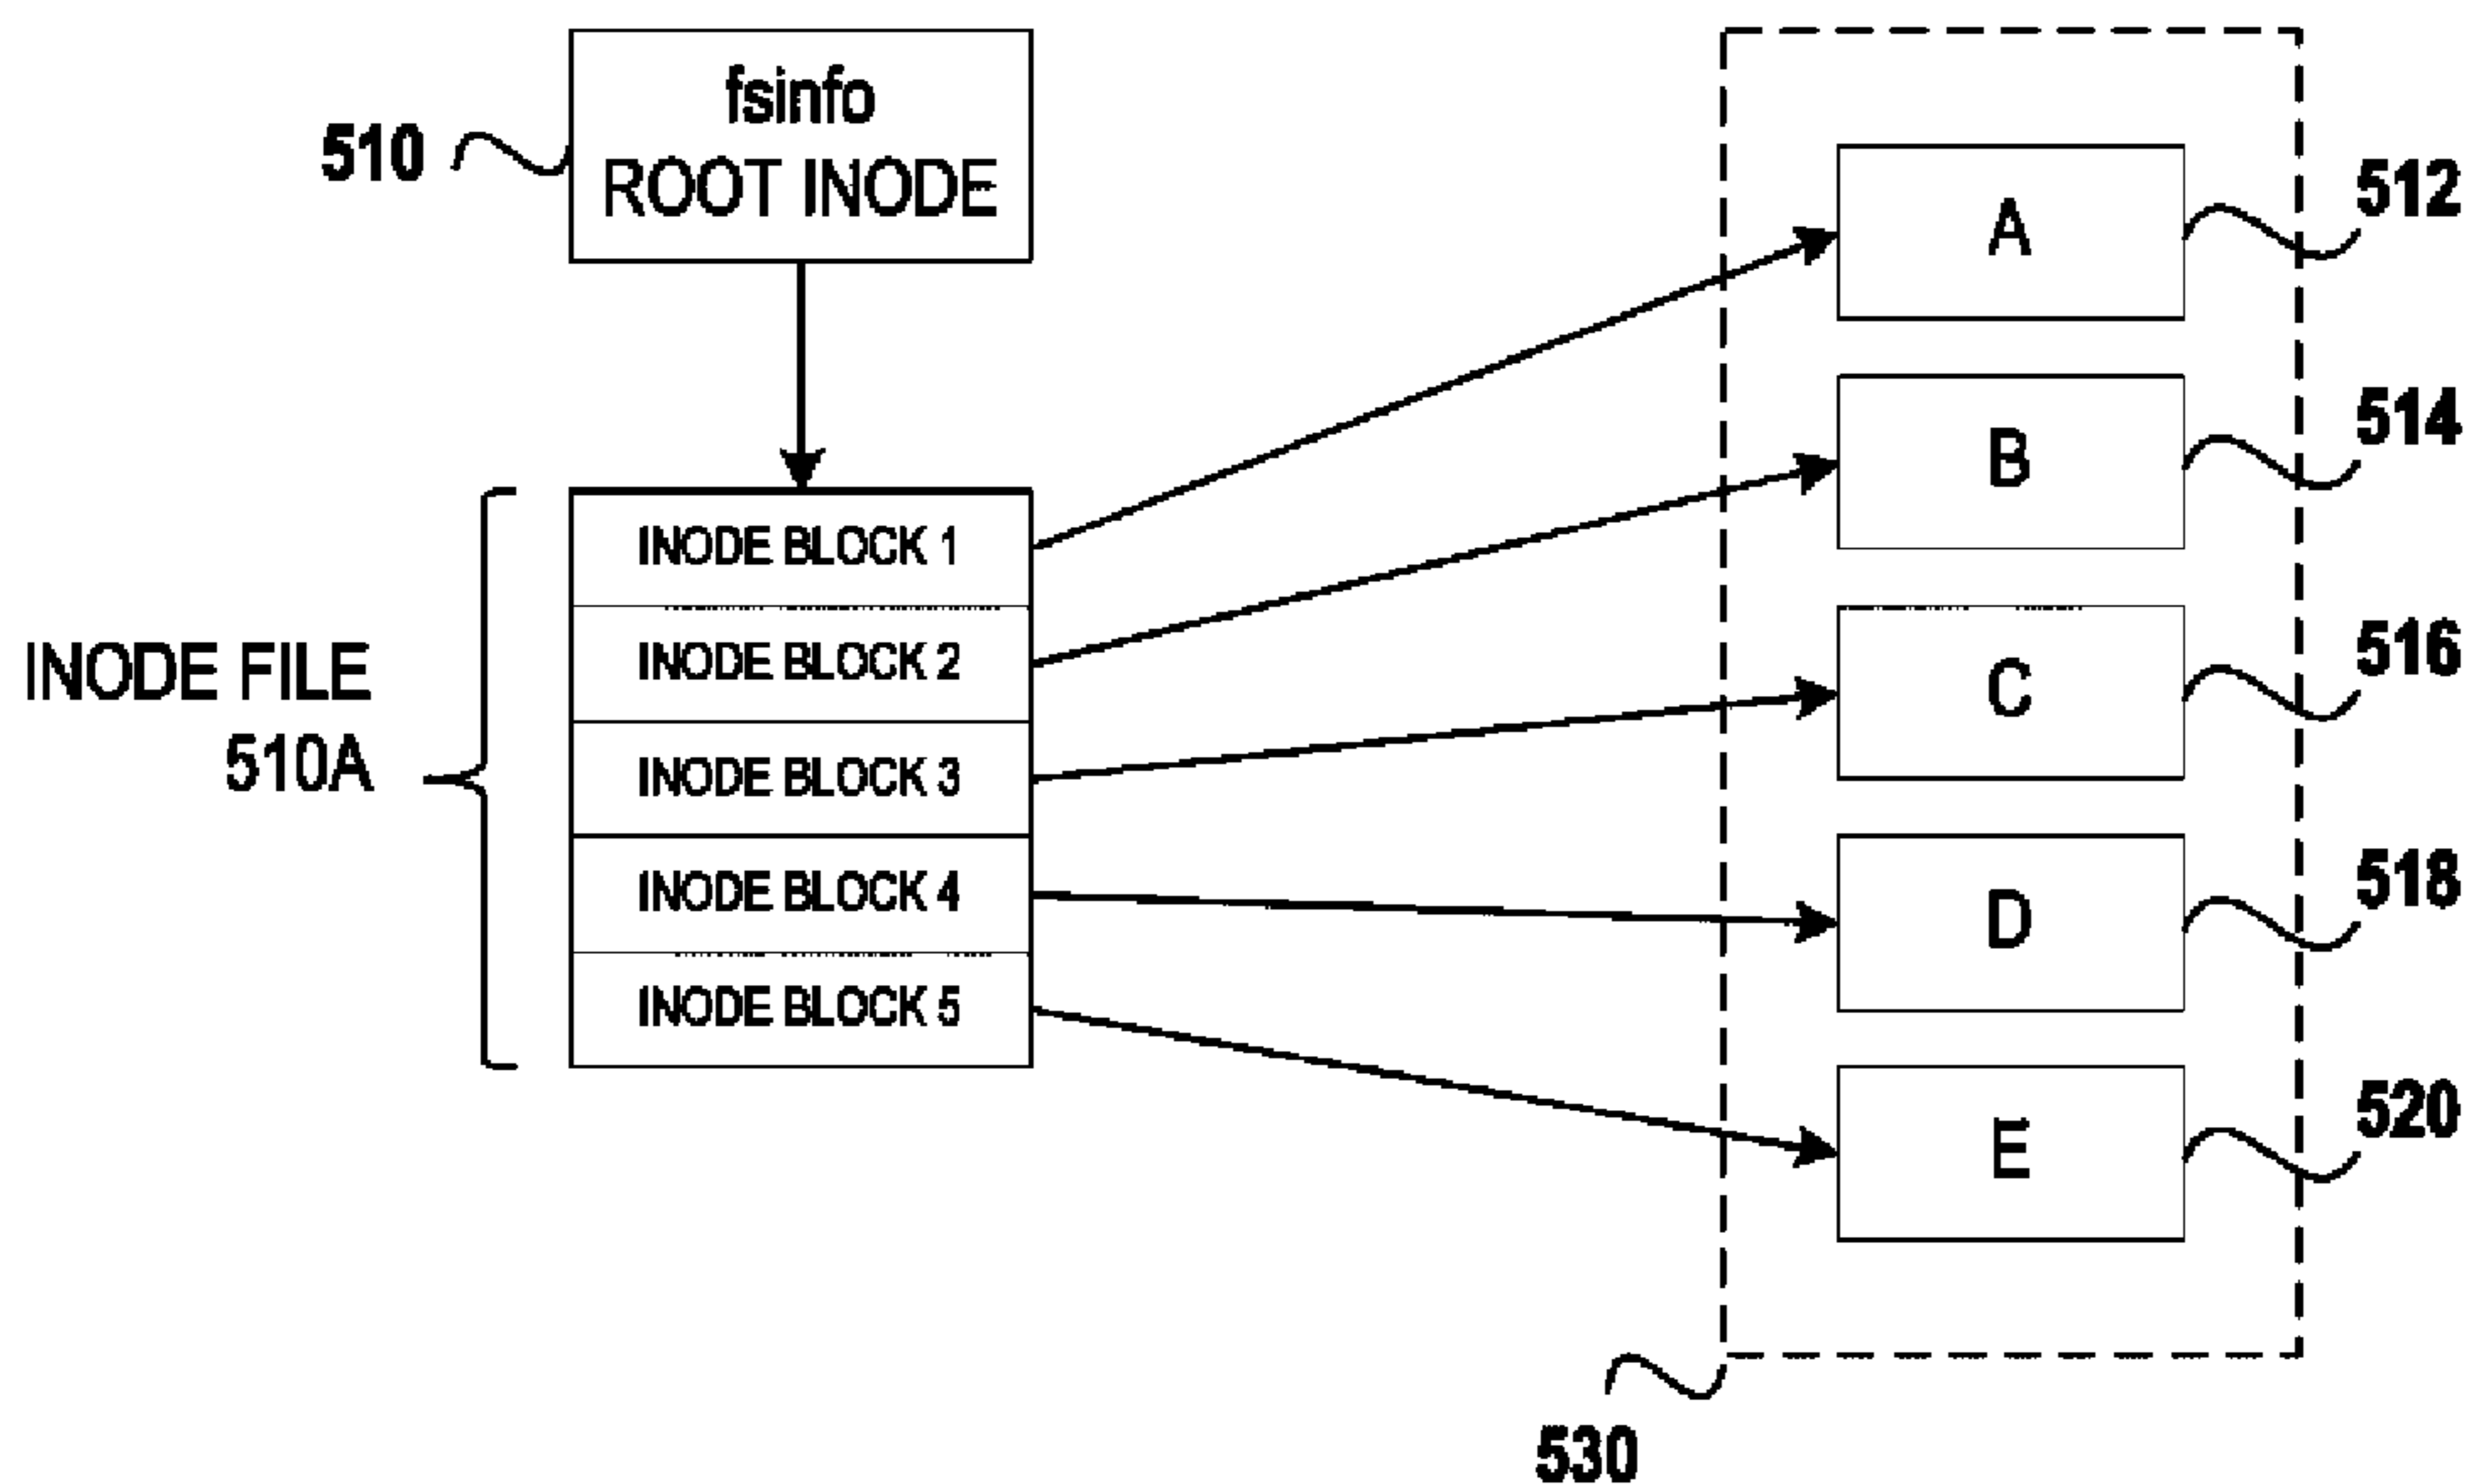 fsinfo
ROOT INODE
510
INODE FILE
510A
INODE BLOCK 1
INODE BLOCK 2
INODE BLOCK 3
INODE BLOCK 4
INODE BLOCK 5
A
512
B
514
C
516
D
518
E
520
530